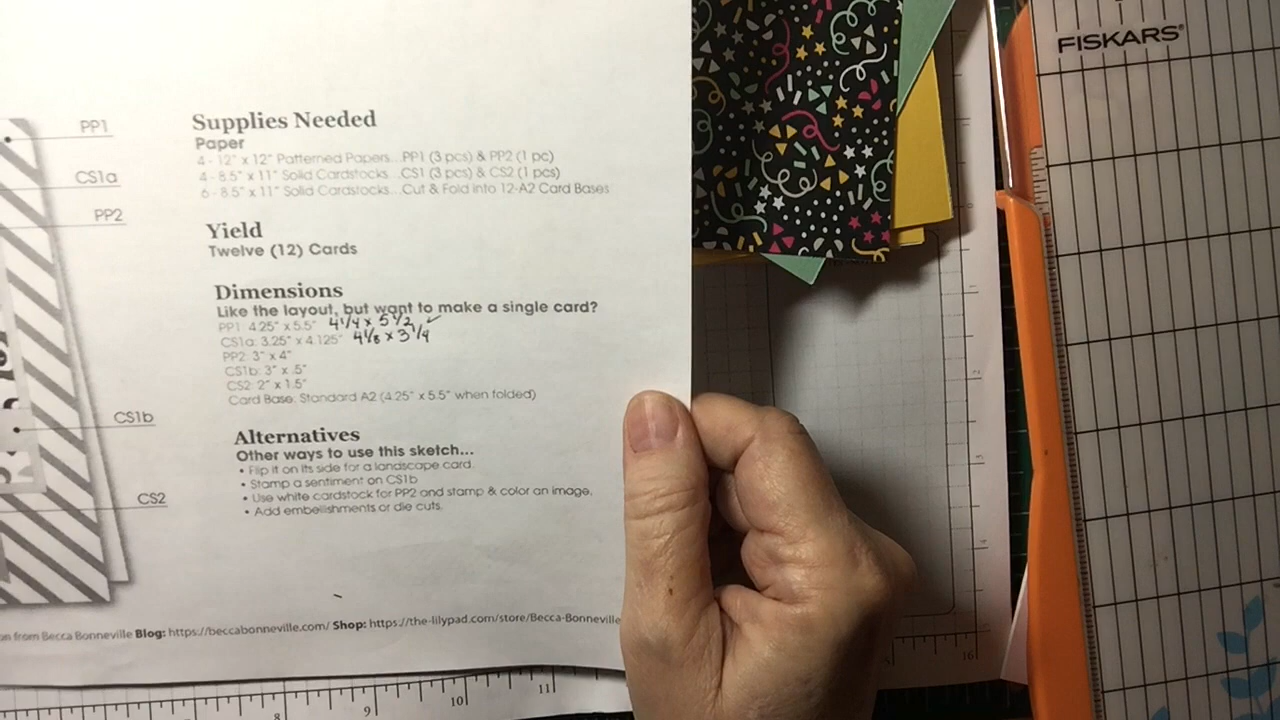 PP1
CS1a
PP2
CS1b
CS2
Supplies Needed
Paper
4 - 12" x 12" Patterned Papers...PP1 (3 pcs) & PP2 (1 pc)
4 - 8.5" x 11" Solid Cardstocks...CS1 (3 pcs) & CS2 (1 pcs)
6 - 8.5" x 11" Solid Cardstocks...Cut & Fold into 12-A2 Card Bases
Yield
Twelve (12) Cards
Dimensions
Like the layout, but want to make a single card?
PP1: 4.25" x 5.5" 4 1/4 x 5 1/2 ✓
CS1a: 3.25" x 4.125" 4 1/8 x 3 1/4
PP2: 3" x 4"
CS1b: 3" x .5"
CS2: 2" x 1.5"
Card Base: Standard A2 (4.25" x 5.5" when folded)
Alternatives
Other ways to use this sketch...
• Flip it on its side for a landscape card.
• Stamp a sentiment on CS1b
• Use white cardstock for PP2 and stamp & color an image.
• Add embellishments or die cuts.
on from Becca Bonneville Blog: https://beccabonneville.com/ Shop: https://the-lilypad.com/store/Becca-Bonneville
FISKARS
8 9 10 11
16